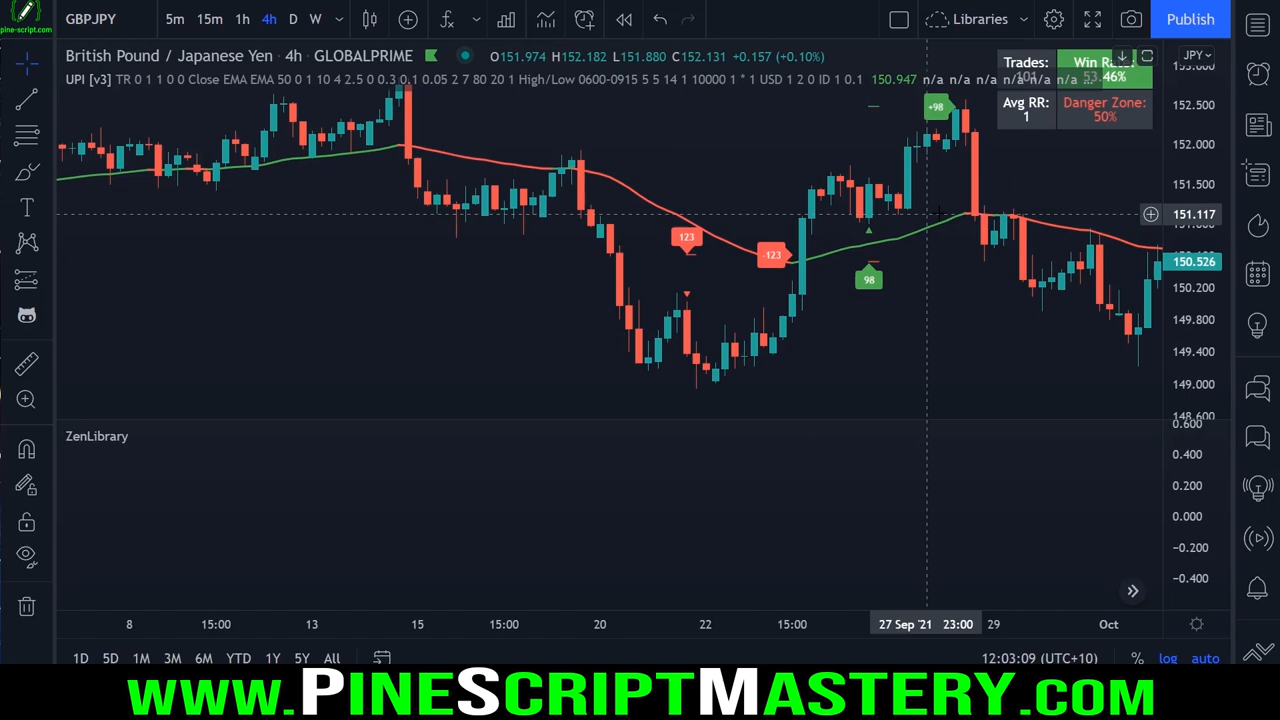 pine-script.com
GBPJPY 5m 15m 1h 4h D W Libraries Publish
British Pound / Japanese Yen · 4h · GLOBALPRIME O151.974 H152.182 L151.880 C152.131 +0.157 (+0.10%)
JPY
UPI [v3] TR 0 1 1 0 0 Close EMA EMA 50 0 1 10 4 2.5 0 0.3 0.1 0.05 2 7 80 20 1 High/Low 0600-0915 5 5 14 1 10000 1 * 1 USD 1 2 0 ID 1 0.1 150.947 n/a n/a n/a n/a n/a n/a ...
Trades:
101
53.46%
Avg RR:
1
Danger Zone:
50%
+98
123
-123
98
152.500
152.000
151.500
151.117
150.526
150.200
149.800
149.400
149.000
148.600
ZenLibrary
0.600
0.400
0.200
0.000
-0.200
-0.400
8 15:00 13 15 15:00 20 22 15:00 27 Sep '21 23:00 29 Oct
1D 5D 1M 3M 6M YTD 1Y 5Y All 12:03:09 (UTC+10) % log auto
www.PineScriptMastery.com